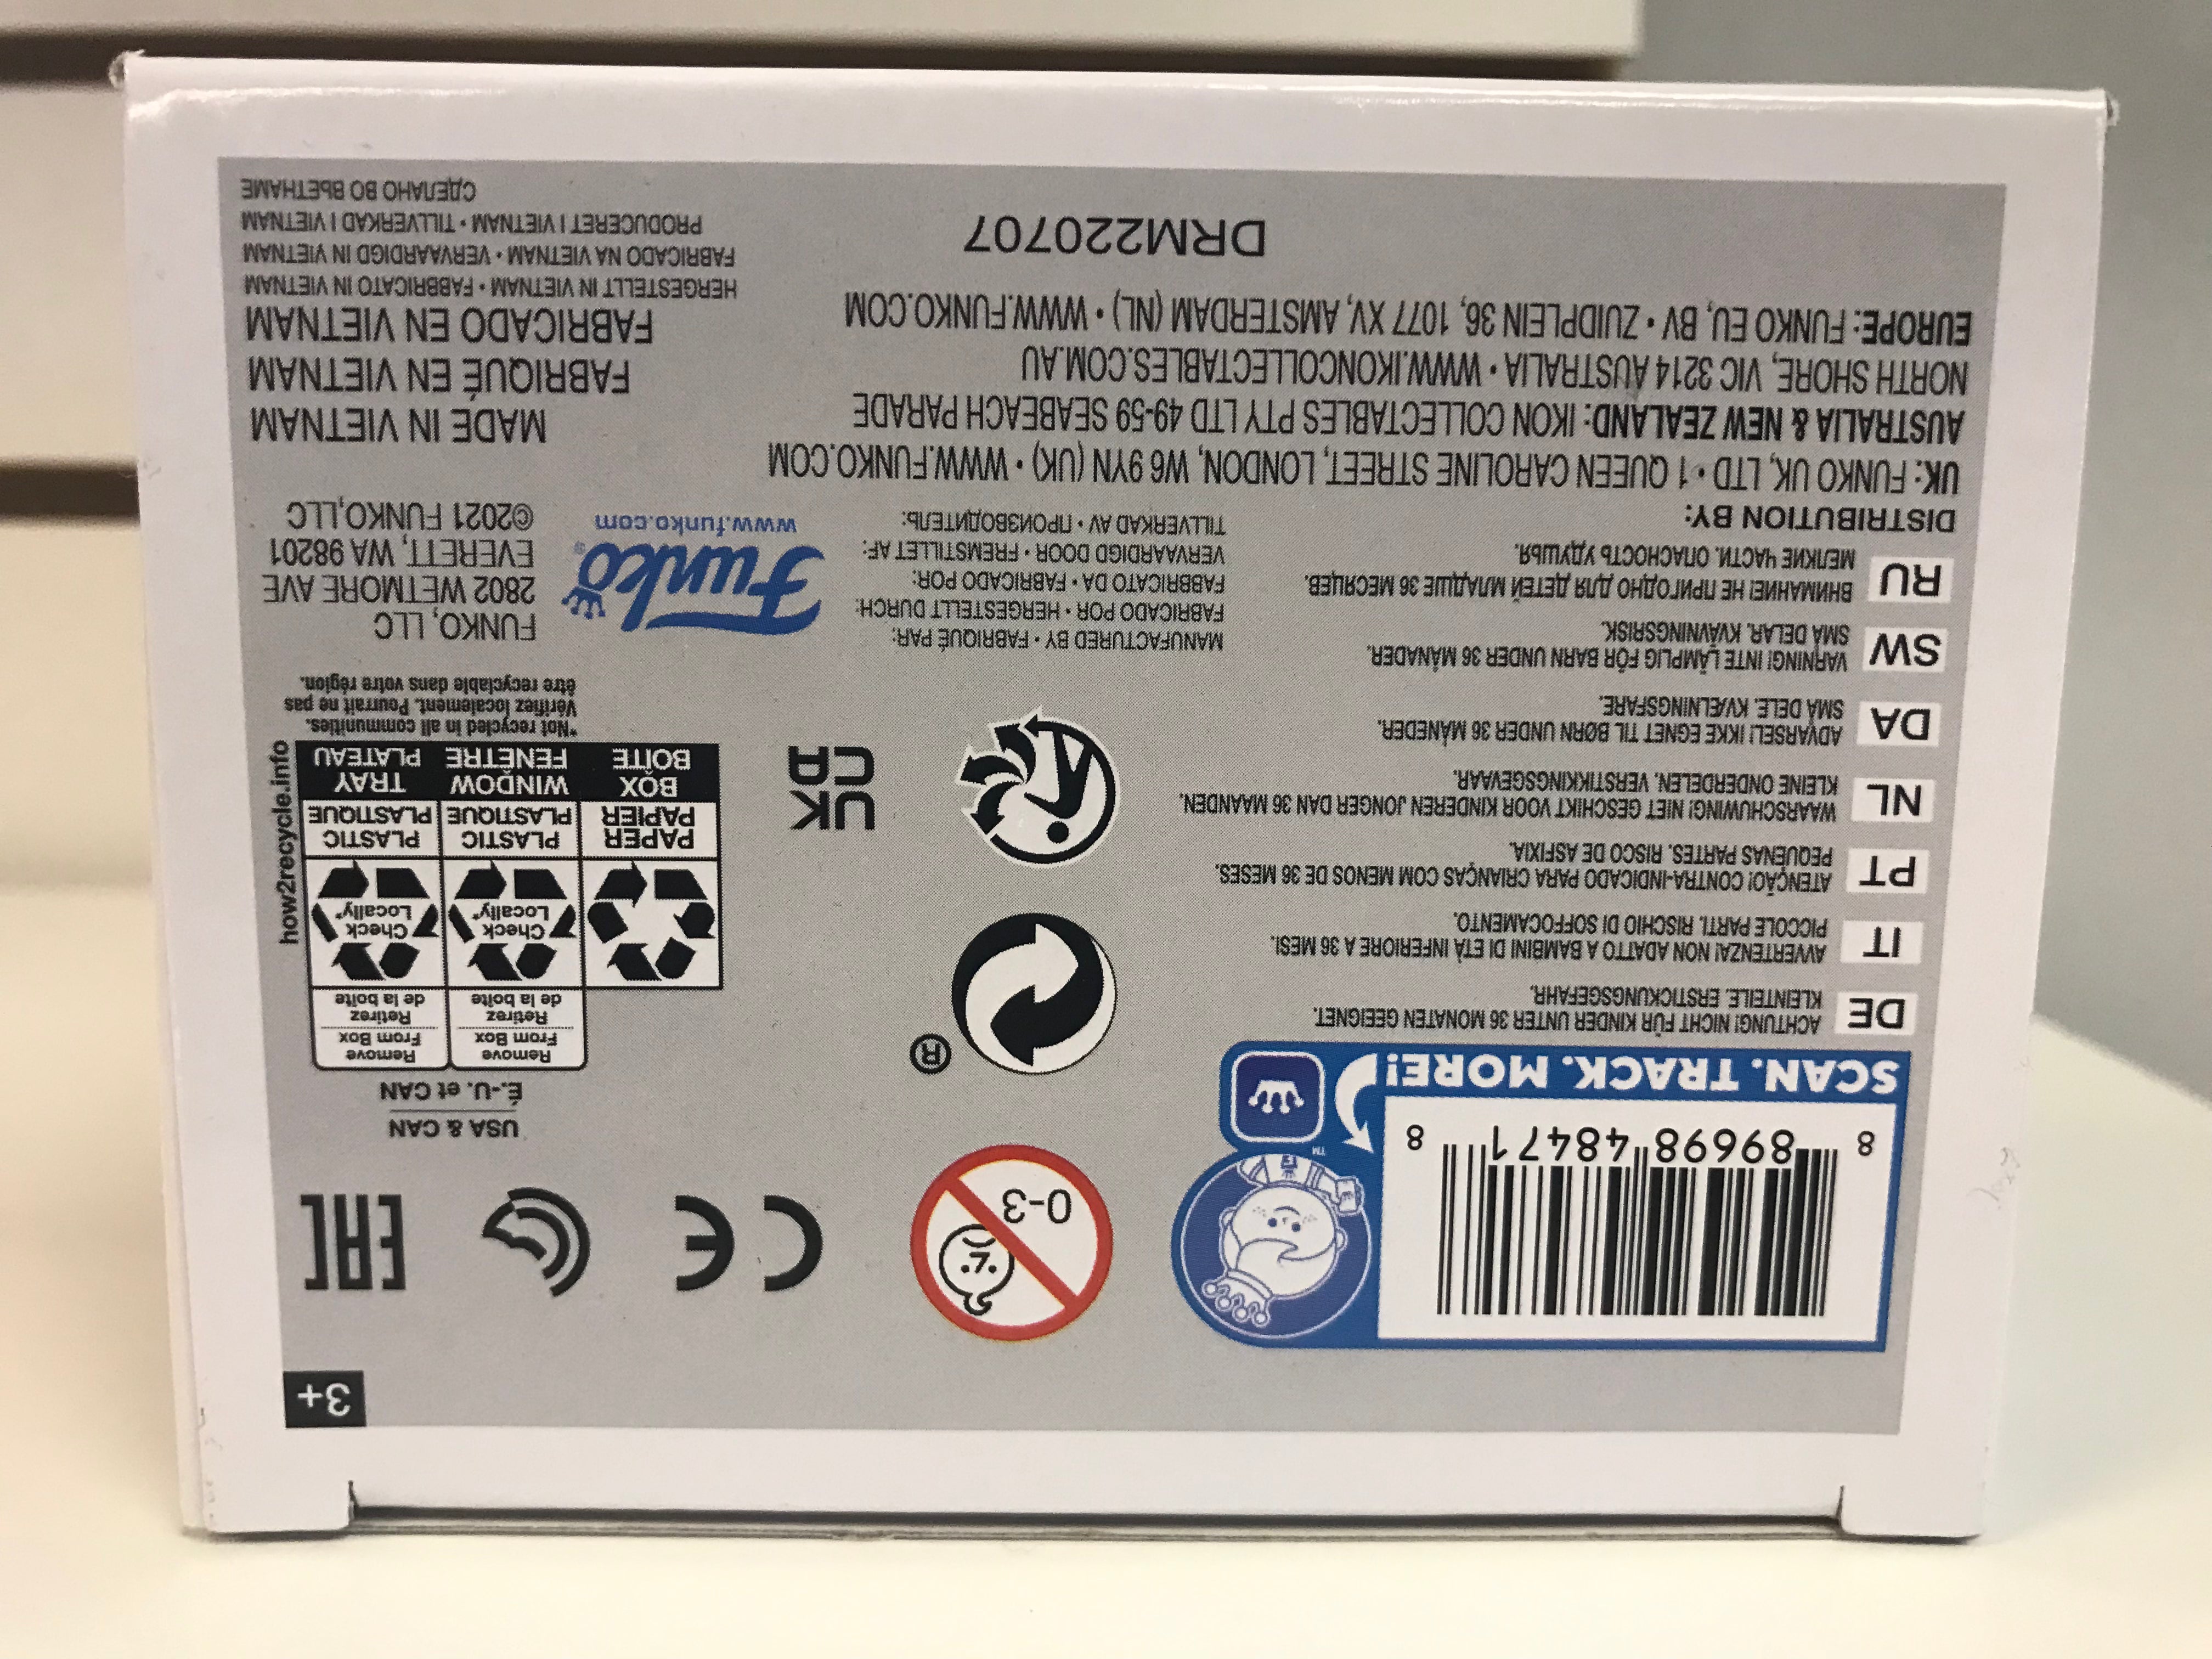 3+
8 89698 48471 8
TM
SCAN. TRACK. MORE!
0-3
CE
EAC
USA & CAN
É.-U. et CAN
Remove
From Box
Retirez
de la boîte
Remove
From Box
Retirez
de la boîte
Check
Locally*
Check
Locally*
PAPER
PAPIER
PLASTIC
PLASTIQUE
PLASTIC
PLASTIQUE
BOX
BOÎTE
WINDOW
FENÊTRE
TRAY
PLATEAU
how2recycle.info
*Not recycled in all communities.
Vérifiez localement. Pourrait ne pas
être recyclable dans votre région.
®
UK
CA
DE
ACHTUNG! NICHT FÜR KINDER UNTER 36 MONATEN GEEIGNET.
KLEINTEILE. ERSTICKUNGSGEFAHR.
IT
AVVERTENZA! NON ADATTO A BAMBINI DI ETÀ INFERIORE A 36 MESI.
PICCOLE PARTI. RISCHIO DI SOFFOCAMENTO.
PT
ATENÇÃO! CONTRA-INDICADO PARA CRIANÇAS COM MENOS DE 36 MESES.
PEQUENAS PARTES. RISCO DE ASFIXIA.
NL
WAARSCHUWING! NIET GESCHIKT VOOR KINDEREN JONGER DAN 36 MAANDEN.
KLEINE ONDERDELEN. VERSTIKKINGSGEVAAR.
DA
ADVARSEL! IKKE EGNET TIL BØRN UNDER 36 MÅNEDER.
SMÅ DELE. KVÆLNINGSFARE.
SW
VARNING! INTE LÄMPLIG FÖR BARN UNDER 36 MÅNADER.
SMÅ DELAR. KVÄVNINGSRISK.
RU
ВНИМАНИЕ! НЕ ПРИГОДНО ДЛЯ ДЕТЕЙ МЛАДШЕ 36 МЕСЯЦЕВ.
МЕЛКИЕ ЧАСТИ. ОПАСНОСТЬ УДУШЬЯ.
MANUFACTURED BY • FABRIQUÉ PAR:
FABRICADO POR • HERGESTELLT DURCH:
FABBRICATO DA • FABRICADO POR:
VERVAARDIGD DOOR • FREMSTILLET AF:
TILLVERKAD AV • ПРОИЗВОДИТЕЛЬ:
Funko®
www.funko.com
FUNKO, LLC
2802 WETMORE AVE
EVERETT, WA 98201
©2021 FUNKO,LLC
DISTRIBUTION BY:
UK: FUNKO UK, LTD • 1 QUEEN CAROLINE STREET, LONDON, W6 9YN (UK) • WWW.FUNKO.COM
AUSTRALIA & NEW ZEALAND: IKON COLLECTABLES PTY LTD 49-59 SEABEACH PARADE
NORTH SHORE, VIC 3214 AUSTRALIA • WWW.IKONCOLLECTABLES.COM.AU
EUROPE: FUNKO EU, BV • ZUIDPLEIN 36, 1077 XV, AMSTERDAM (NL) • WWW.FUNKO.COM
DRM220707
MADE IN VIETNAM
FABRIQUÉ EN VIETNAM
FABRICADO EN VIETNAM
HERGESTELLT IN VIETNAM • FABBRICATO IN VIETNAM
FABRICADO NA VIETNAM • VERVAARDIGD IN VIETNAM
PRODUCERET I VIETNAM • TILLVERKAD I VIETNAM
СДЕЛАНО ВО ВЬЕТНАМЕ